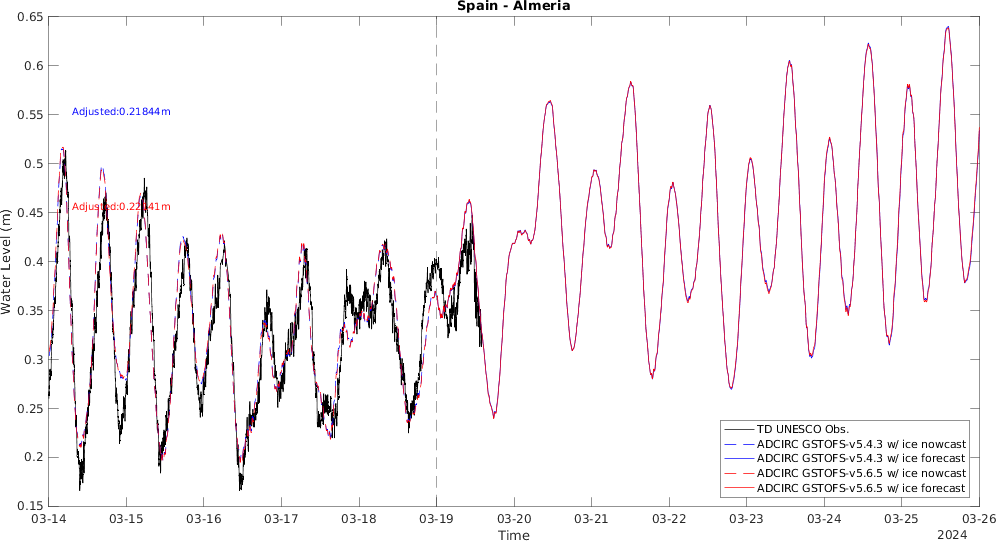 Spain - Almeria
0.65
0.6
0.55
0.5
0.45
0.4
0.35
0.3
0.25
0.2
0.15
Water Level (m)
Adjusted:0.21844m
TD UNESCO Obs.
ADCIRC GSTOFS-v5.4.3 w/ ice nowcast
ADCIRC GSTOFS-v5.4.3 w/ ice forecast
ADCIRC GSTOFS-v5.6.5 w/ ice nowcast
ADCIRC GSTOFS-v5.6.5 w/ ice forecast
03-14 03-15 03-16 03-17 03-18 03-19 03-20 03-21 03-22 03-23 03-24 03-25 03-26
Time
2024